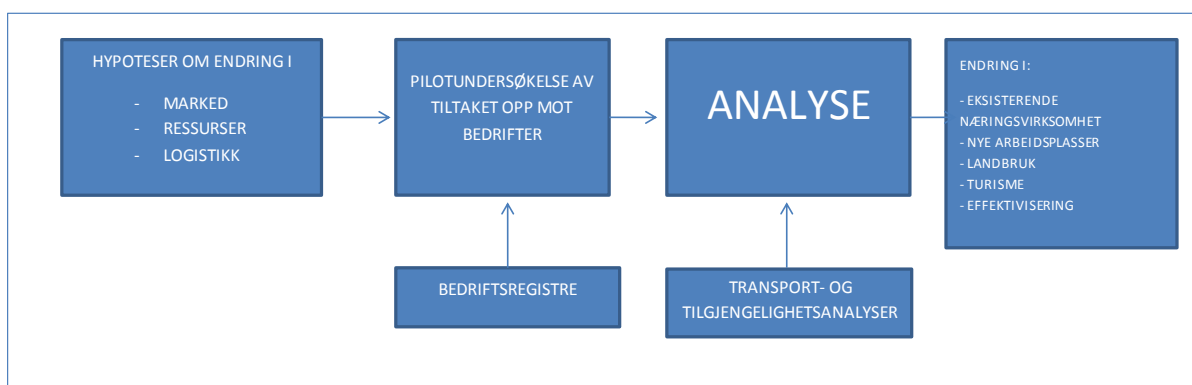 HYPOTESER OM ENDRING I
- MARKED
- RESSURSER
- LOGISTIKK
PILOTUNDERSØKELSE AV
TILTAKET OPP MOT
BEDRIFTER
ANALYSE
ENDRING I:
- EKSISTERENDE
NÆRINGSVIRKSOMHET
- NYE ARBEIDSPLASSER
- LANDBRUK
- TURISME
- EFFEKTIVISERING
BEDRIFTSREGISTRE
TRANSPORT- OG
TILGJENGELIGHETSANALYSER